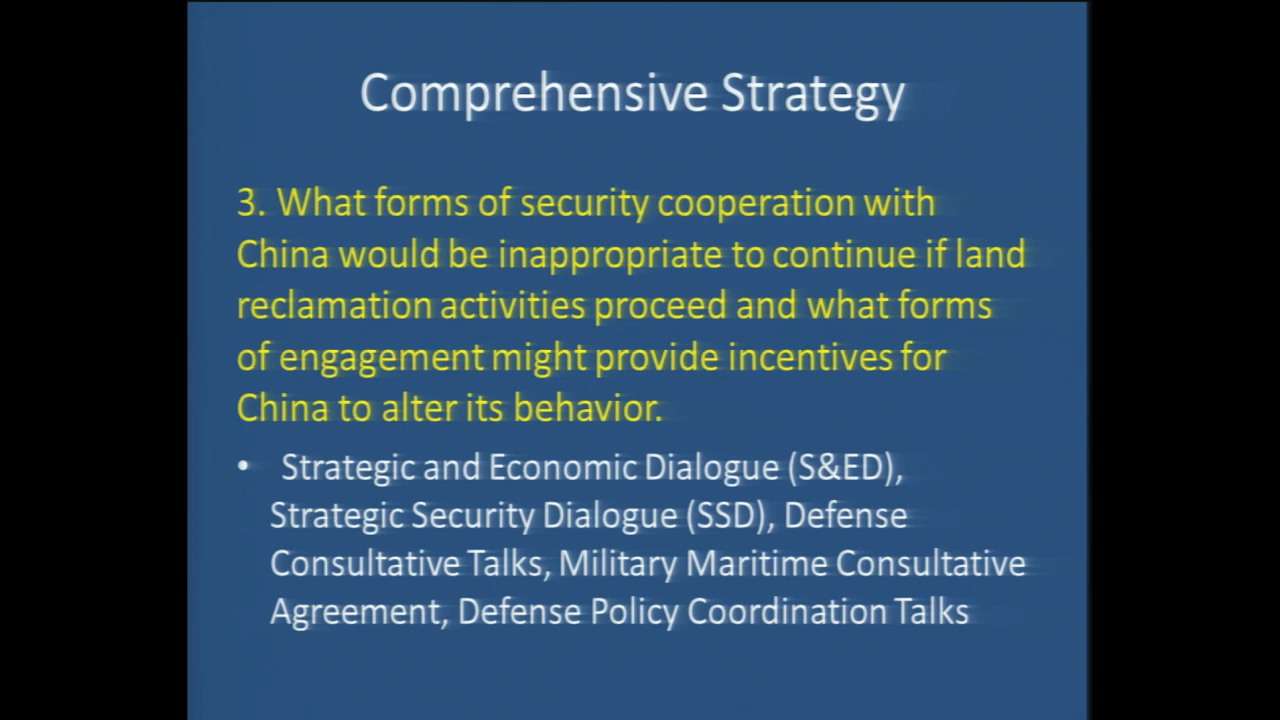 Comprehensive Strategy
3. What forms of security cooperation with
China would be inappropriate to continue if land
reclamation activities proceed and what forms
of engagement might provide incentives for
China to alter its behavior.
• Strategic and Economic Dialogue (S&ED),
Strategic Security Dialogue (SSD), Defense
Consultative Talks, Military Maritime Consultative
Agreement, Defense Policy Coordination Talks